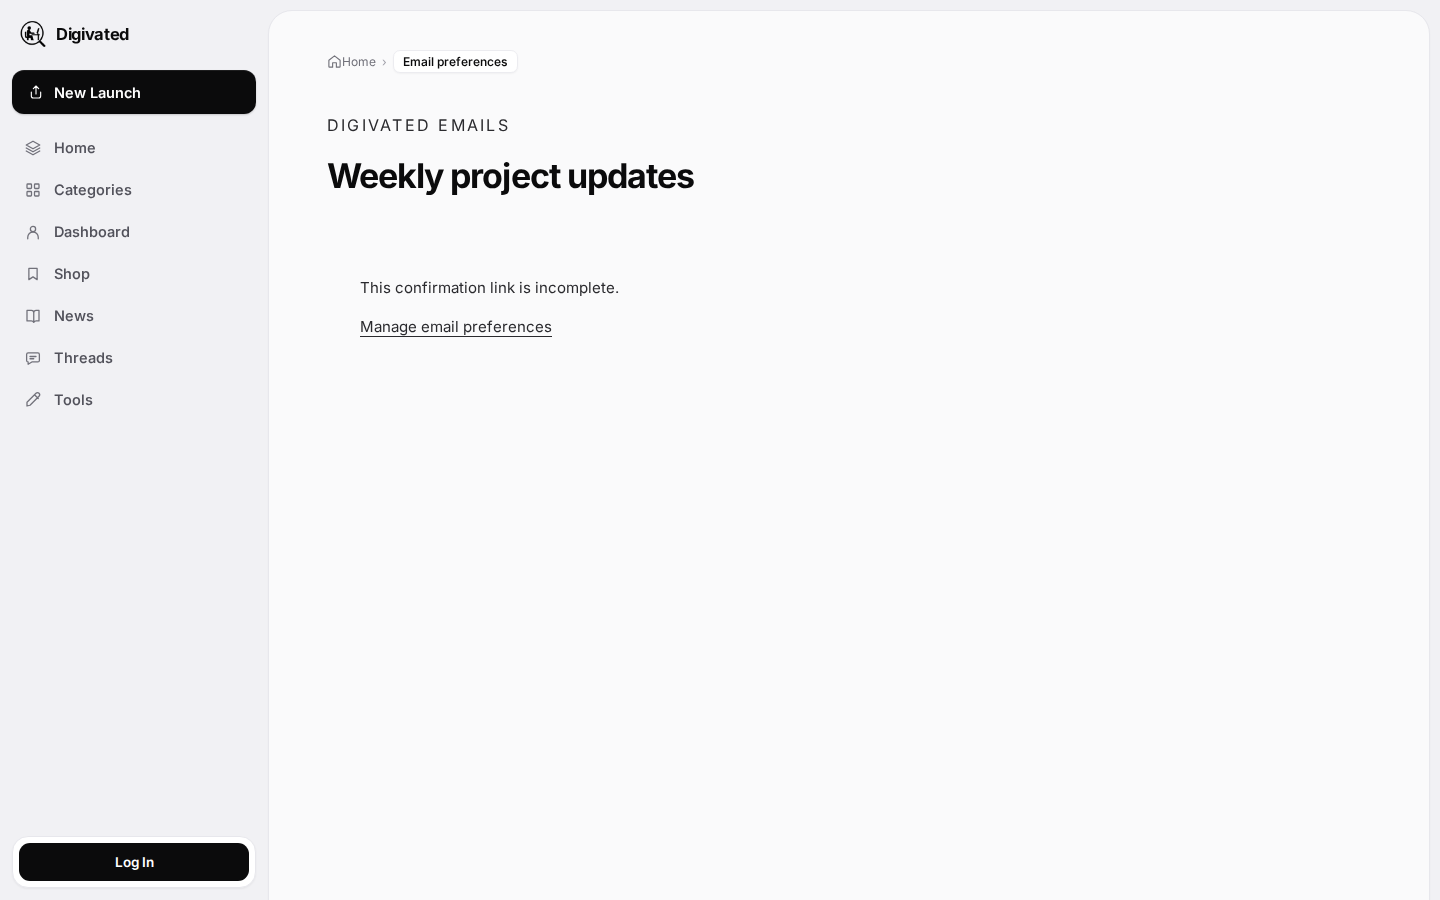 Digivated
New Launch
Home
Categories
Dashboard
Shop
News
Threads
Tools
Log In
Home › Email preferences
DIGIVATED EMAILS
Weekly project updates
This confirmation link is incomplete.
Manage email preferences